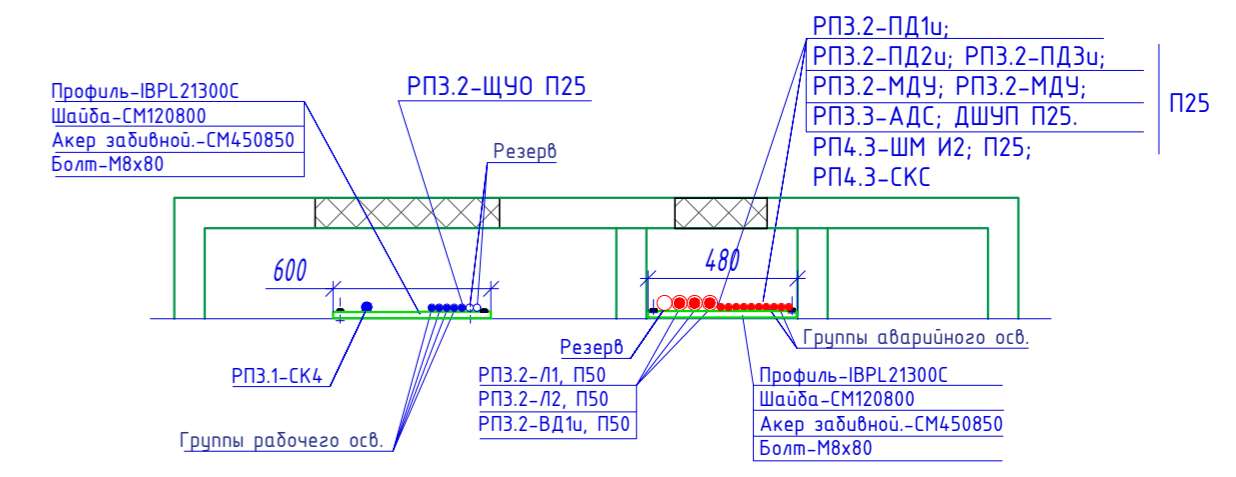 РП3.2-ПД1и;
РП3.2-ПД2и; РП3.2-ПД3и;
РП3.2-МДУ; РП3.2-МДУ;
РП3.3-АДС; ДШУП П25.
РП4.3-ШМ И2; П25;
РП4.3-СКС
П25
Профиль-IBPL21300C
Шайба-СМ120800
Акер забивной.-СМ450850
Болт-М8х80
РП3.2-ЩУО П25
Резерв
600
480
Группы аварийного осв.
Резерв
РП3.1-СК4
РП3.2-Л1, П50
РП3.2-Л2, П50
РП3.2-ВД1и, П50
Профиль-IBPL21300C
Шайба-СМ120800
Акер забивной.-СМ450850
Болт-М8х80
Группы рабочего осв.